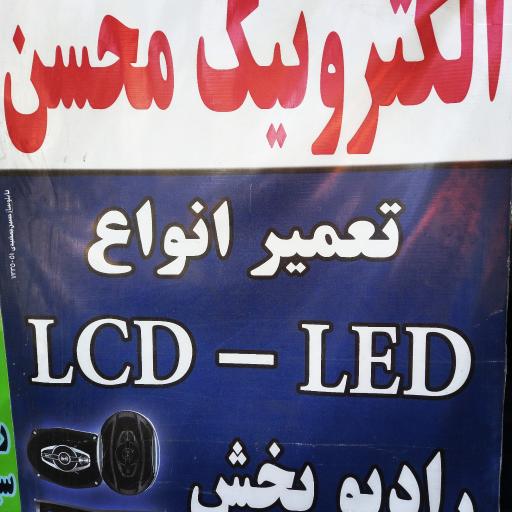 الکترونیک محسن
تعمیر انواع
LCD - LED
رادیو پخش